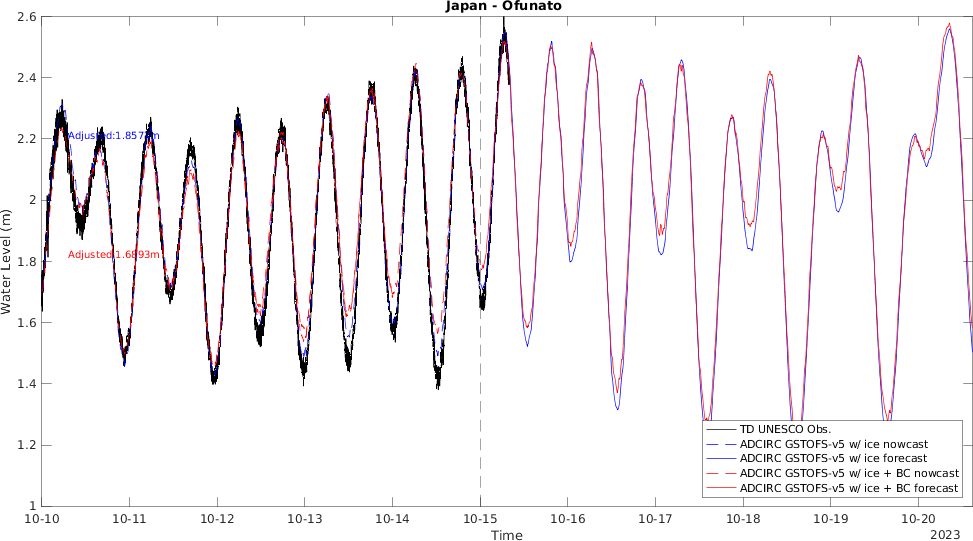 Japan - Ofunato
2.6
2.4
2.2
2
1.8
1.6
1.4
1.2
1
Water Level (m)
Adjusted:1.8573m
Adjusted:1.6893m
TD UNESCO Obs.
ADCIRC GSTOFS-v5 w/ ice nowcast
ADCIRC GSTOFS-v5 w/ ice forecast
ADCIRC GSTOFS-v5 w/ ice + BC nowcast
ADCIRC GSTOFS-v5 w/ ice + BC forecast
10-10 10-11 10-12 10-13 10-14 10-15 10-16 10-17 10-18 10-19 10-20
Time
2023